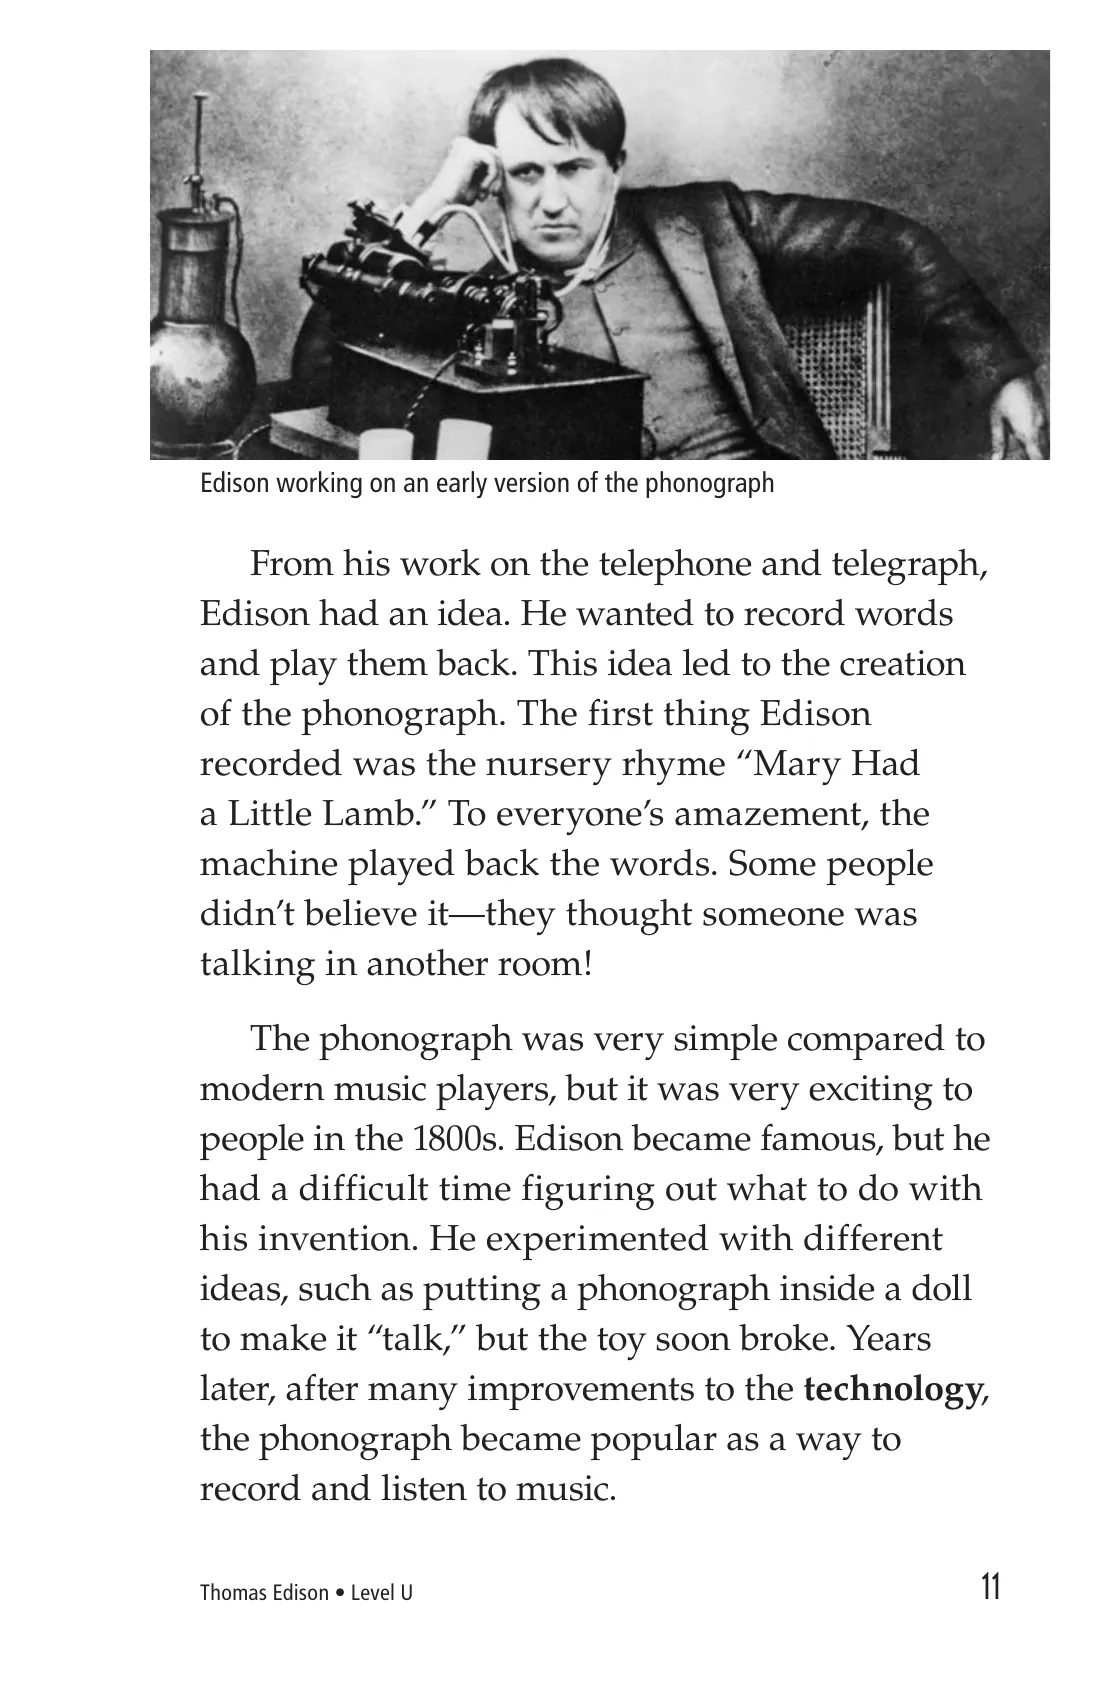 Edison working on an early version of the phonograph
From his work on the telephone and telegraph,
Edison had an idea. He wanted to record words
and play them back. This idea led to the creation
of the phonograph. The first thing Edison
recorded was the nursery rhyme “Mary Had
a Little Lamb.” To everyone’s amazement, the
machine played back the words. Some people
didn’t believe it—they thought someone was
talking in another room!
The phonograph was very simple compared to
modern music players, but it was very exciting to
people in the 1800s. Edison became famous, but he
had a difficult time figuring out what to do with
his invention. He experimented with different
ideas, such as putting a phonograph inside a doll
to make it “talk,” but the toy soon broke. Years
later, after many improvements to the technology,
the phonograph became popular as a way to
record and listen to music.
Thomas Edison • Level U
11